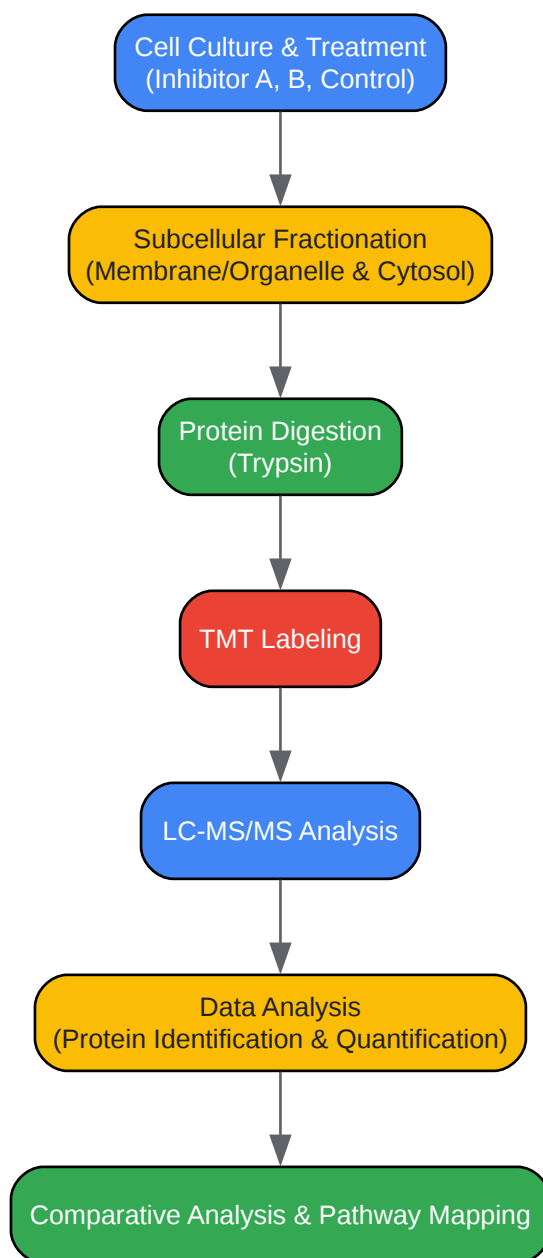 Cell Culture & Treatment
(Inhibitor A, B, Control)
Subcellular Fractionation
(Membrane/Organelle & Cytosol)
Protein Digestion
(Trypsin)
TMT Labeling
LC-MS/MS Analysis
Data Analysis
(Protein Identification & Quantification)
Comparative Analysis & Pathway Mapping